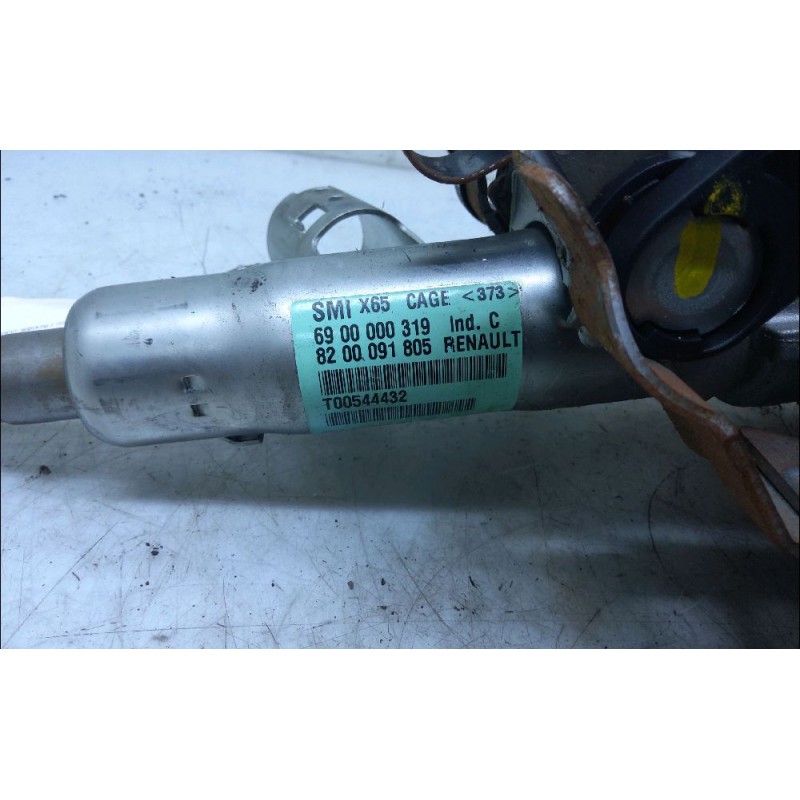 SMI X65 CAGE <373>
69 00 000 319 Ind. C
82 00 091 805 RENAULT
T00544432